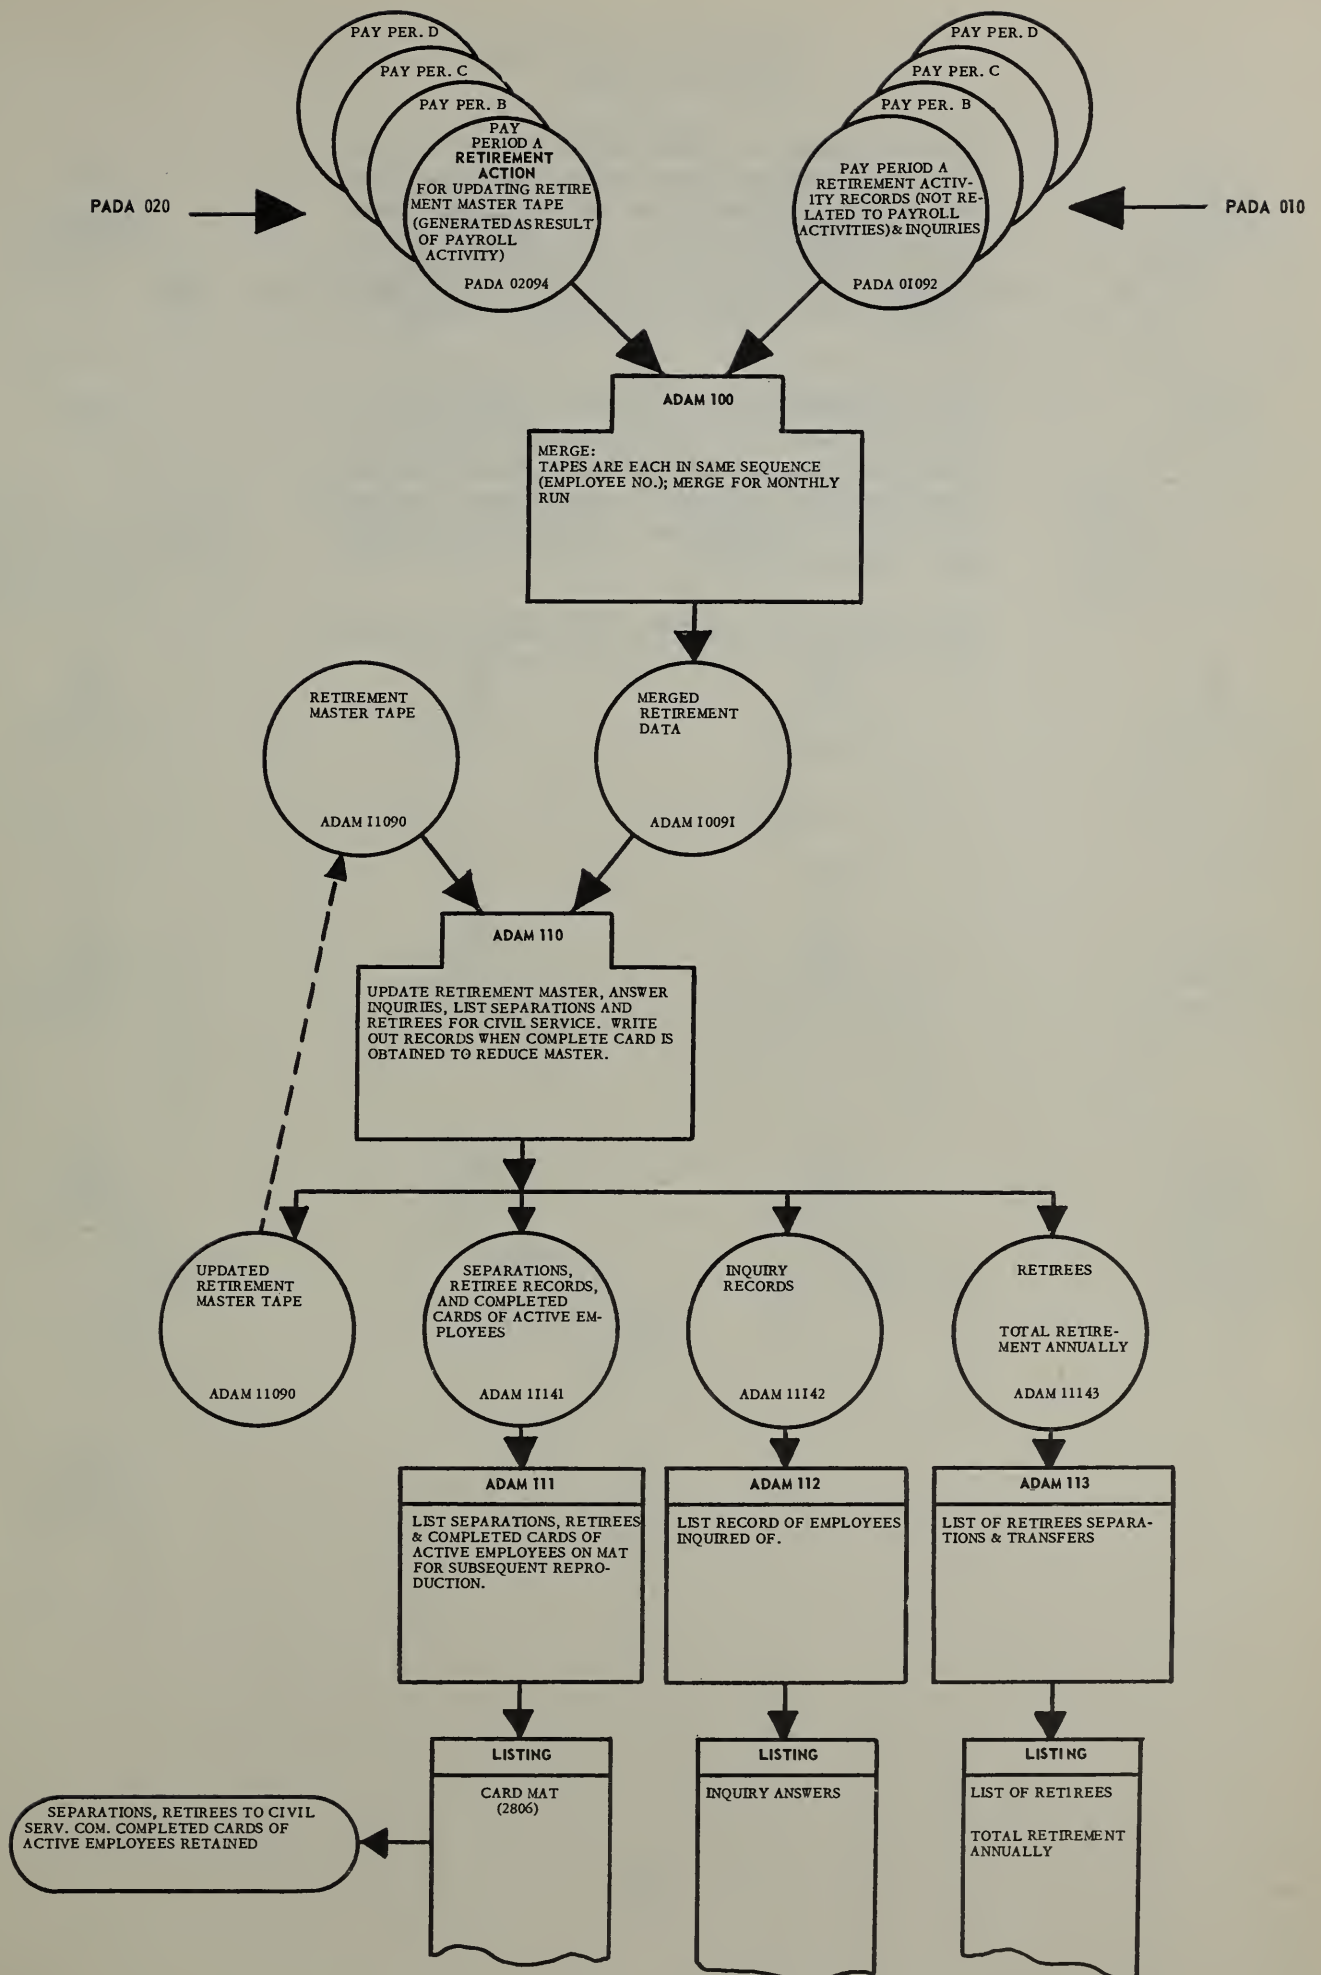 PAY PER. D
PAY PER. C
PAY PER. B
PAY
PERIOD A
RETIREMENT
ACTION
FOR UPDATING RETIRE
MENT MASTER TAPE
(GENERATED AS RESULT
OF PAYROLL
ACTIVITY)
PADA 02094
PADA 020
PAY PER. D
PAY PER. C
PAY PER. B
PAY PERIOD A
RETIREMENT ACTIV-
ITY RECORDS (NOT RE-
LATED TO PAYROLL
ACTIVITIES) & INQUIRIES
PADA 01092
PADA 010
ADAM 100
MERGE:
TAPES ARE EACH IN SAME SEQUENCE
(EMPLOYEE NO.); MERGE FOR MONTHLY
RUN
RETIREMENT
MASTER TAPE
ADAM 11090
MERGED
RETIREMENT
DATA
ADAM 10091
ADAM 110
UPDATE RETIREMENT MASTER, ANSWER
INQUIRIES, LIST SEPARATIONS AND
RETIREES FOR CIVIL SERVICE. WRITE
OUT RECORDS WHEN COMPLETE CARD IS
OBTAINED TO REDUCE MASTER.
UPDATED
RETIREMENT
MASTER TAPE
ADAM 11090
SEPARATIONS,
RETIREE RECORDS,
AND COMPLETED
CARDS OF ACTIVE EM-
PLOYEES
ADAM 11141
INQUIRY
RECORDS
ADAM 11142
RETIREES
TOTAL RETIRE-
MENT ANNUALLY
ADAM 11143
ADAM 111
LIST SEPARATIONS, RETIREES
& COMPLETED CARDS OF
ACTIVE EMPLOYEES ON MAT
FOR SUBSEQUENT REPRO-
DUCTION.
ADAM 112
LIST RECORD OF EMPLOYEES
INQUIRED OF.
ADAM 113
LIST OF RETIREES SEPARA-
TIONS & TRANSFERS
LISTING
CARD MAT
(2806)
LISTING
INQUIRY ANSWERS
LISTING
LIST OF RETIREES
TOTAL RETIREMENT
ANNUALLY
SEPARATIONS, RETIREES TO CIVIL
SERV. COM. COMPLETED CARDS OF
ACTIVE EMPLOYEES RETAINED